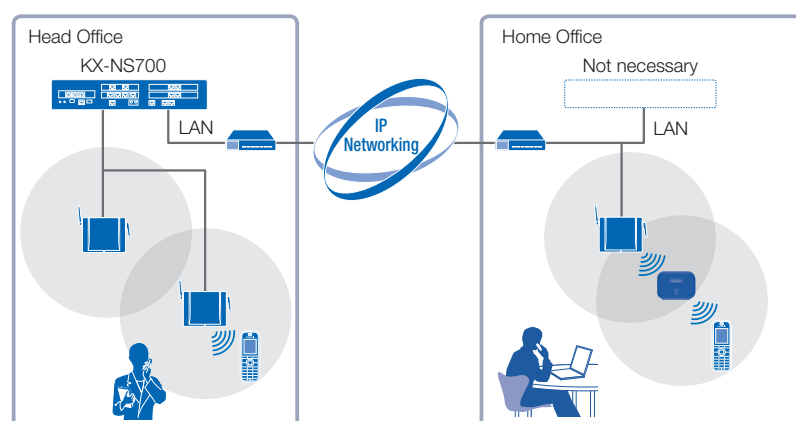 Head Office
KX-NS700
LAN
IP
Networking
Home Office
Not necessary
LAN